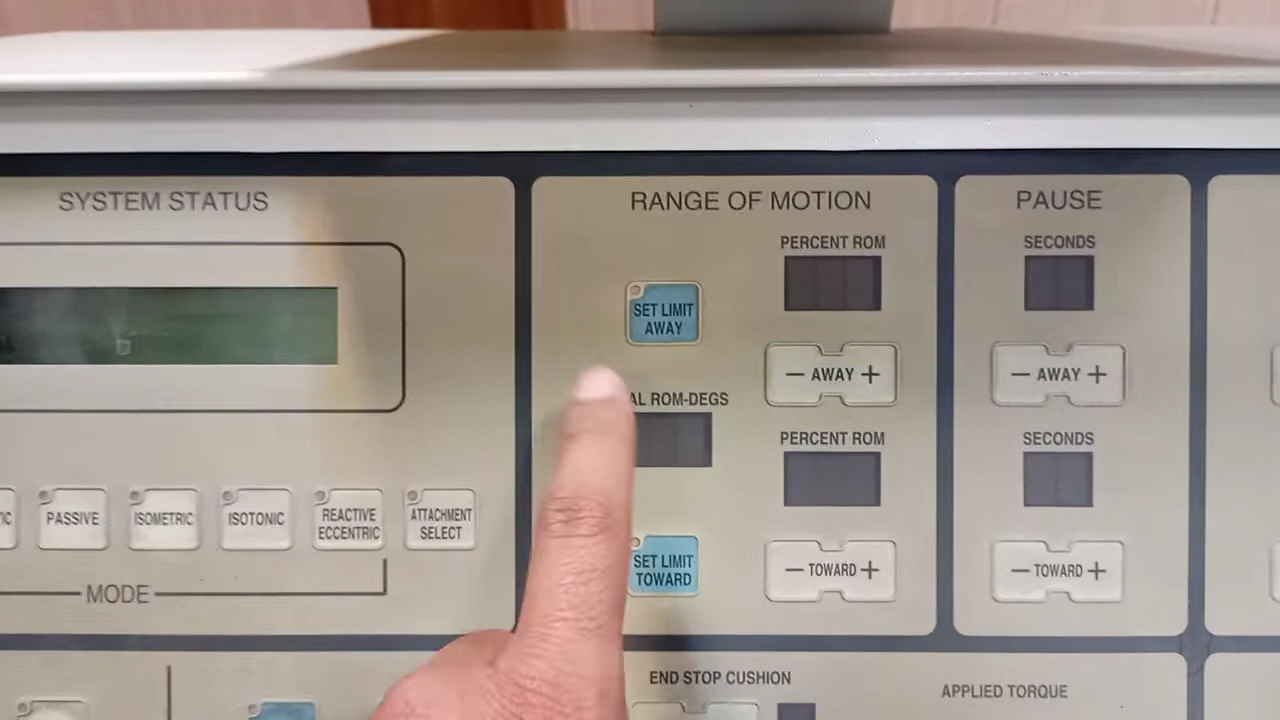 SYSTEM STATUS
PASSIVE
ISOMETRIC
ISOTONIC
REACTIVE
ECCENTRIC
ATTACHMENT
SELECT
MODE
RANGE OF MOTION
SET LIMIT
AWAY
PERCENT ROM
− AWAY +
AL ROM-DEGS
PERCENT ROM
SET LIMIT
TOWARD
− TOWARD +
PAUSE
SECONDS
− AWAY +
SECONDS
− TOWARD +
END STOP CUSHION
APPLIED TORQUE